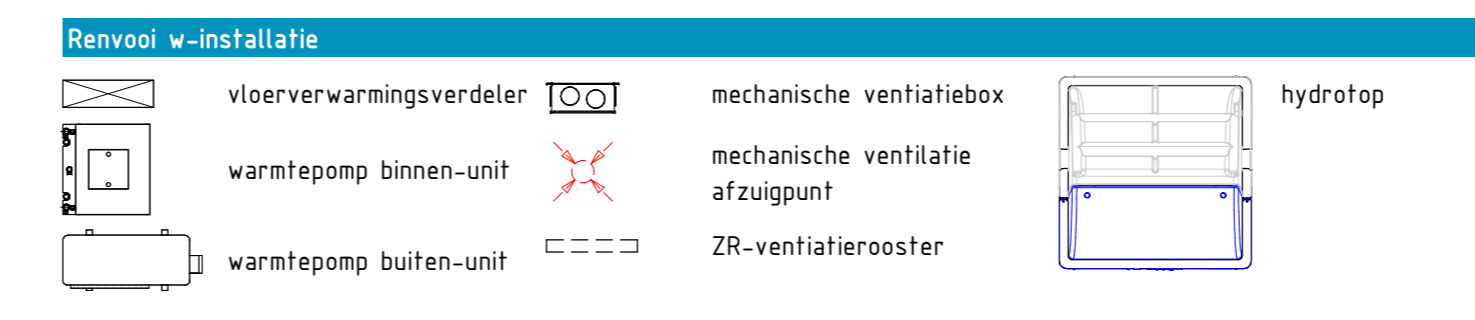 Renvooi w-installatie
vloerverwarmingsverdeler
warmtepomp binnen-unit
warmtepomp buiten-unit
mechanische ventiatiebox
mechanische ventilatie
afzuigpunt
ZR-ventiatierooster
hydrotop